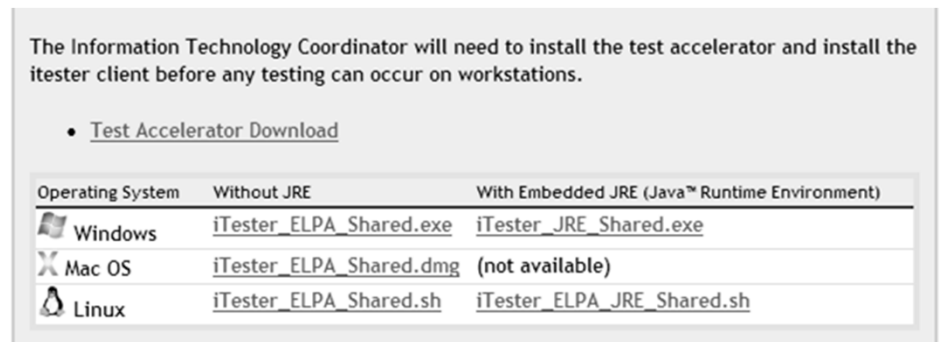 The Information Technology Coordinator will need to install the test accelerator and install the
itester client before any testing can occur on workstations.
• Test Accelerator Download
Operating System Without JRE With Embedded JRE (Java™ Runtime Environment)
Windows iTester_ELPA_Shared.exe iTester_JRE_Shared.exe
Mac OS iTester_ELPA_Shared.dmg (not available)
Linux iTester_ELPA_Shared.sh iTester_ELPA_JRE_Shared.sh